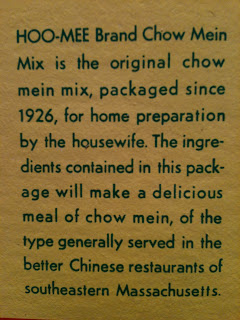 HOO-MEE Brand Chow Mein
Mix is the original chow
mein mix, packaged since
1926, for home preparation
by the housewife. The ingre-
dients contained in this pack-
age will make a delicious
meal of chow mein, of the
type generally served in the
better Chinese restaurants of
southeastern Massachusetts.